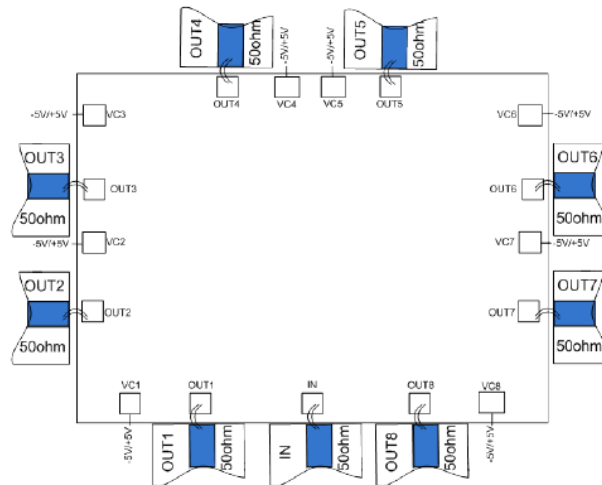 OUT4
50ohm
-5V/+5V
-5V/+5V
OUT5
50ohm
OUT4
VC4
VC5
OUT5
-5V/+5V
VC3
VC6
-5V/+5V
OUT3
50ohm
OUT3
OUT6
OUT6
50ohm
-5V/+5V
VC2
VC7
-5V/+5V
OUT2
50ohm
OUT2
OUT7
OUT7
50ohm
VC1
OUT1
IN
OUT8
VC8
-5V/+5V
OUT1
50ohm
IN
50ohm
OUT8
50ohm
-5V/+5V